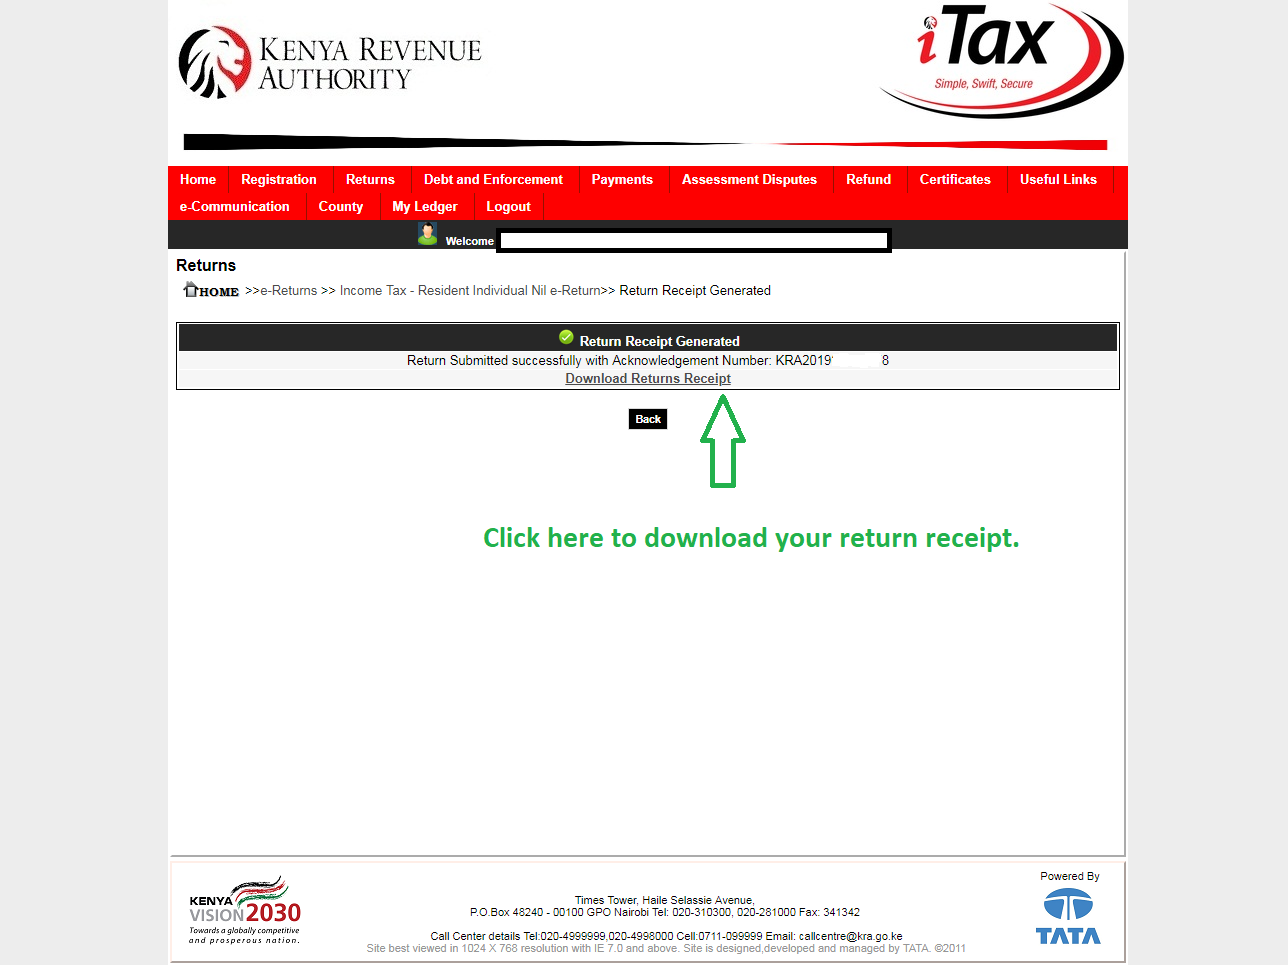 KENYA REVENUE
AUTHORITY
iTax
Simple, Swift, Secure
Home Registration Returns Debt and Enforcement Payments Assessment Disputes Refund Certificates Useful Links
e-Communication County My Ledger Logout
Welcome
Returns
HOME >>e-Returns >> Income Tax - Resident Individual Nil e-Return>> Return Receipt Generated
Return Receipt Generated
Return Submitted successfully with Acknowledgement Number: KRA2019 8
Download Returns Receipt
Back
Click here to download your return receipt.
KENYA
VISION 2030
Towards a globally competitive
and prosperous nation.
Times Tower, Haile Selassie Avenue,
P.O.Box 48240 - 00100 GPO Nairobi Tel: 020-310300, 020-281000 Fax: 341342
Call Center details Tel:020-4999999,020-4998000 Cell:0711-099999 Email: callcentre@kra.go.ke
Site best viewed in 1024 X 768 resolution with IE 7.0 and above. Site is designed,developed and managed by TATA. ©2011
Powered By
TATA